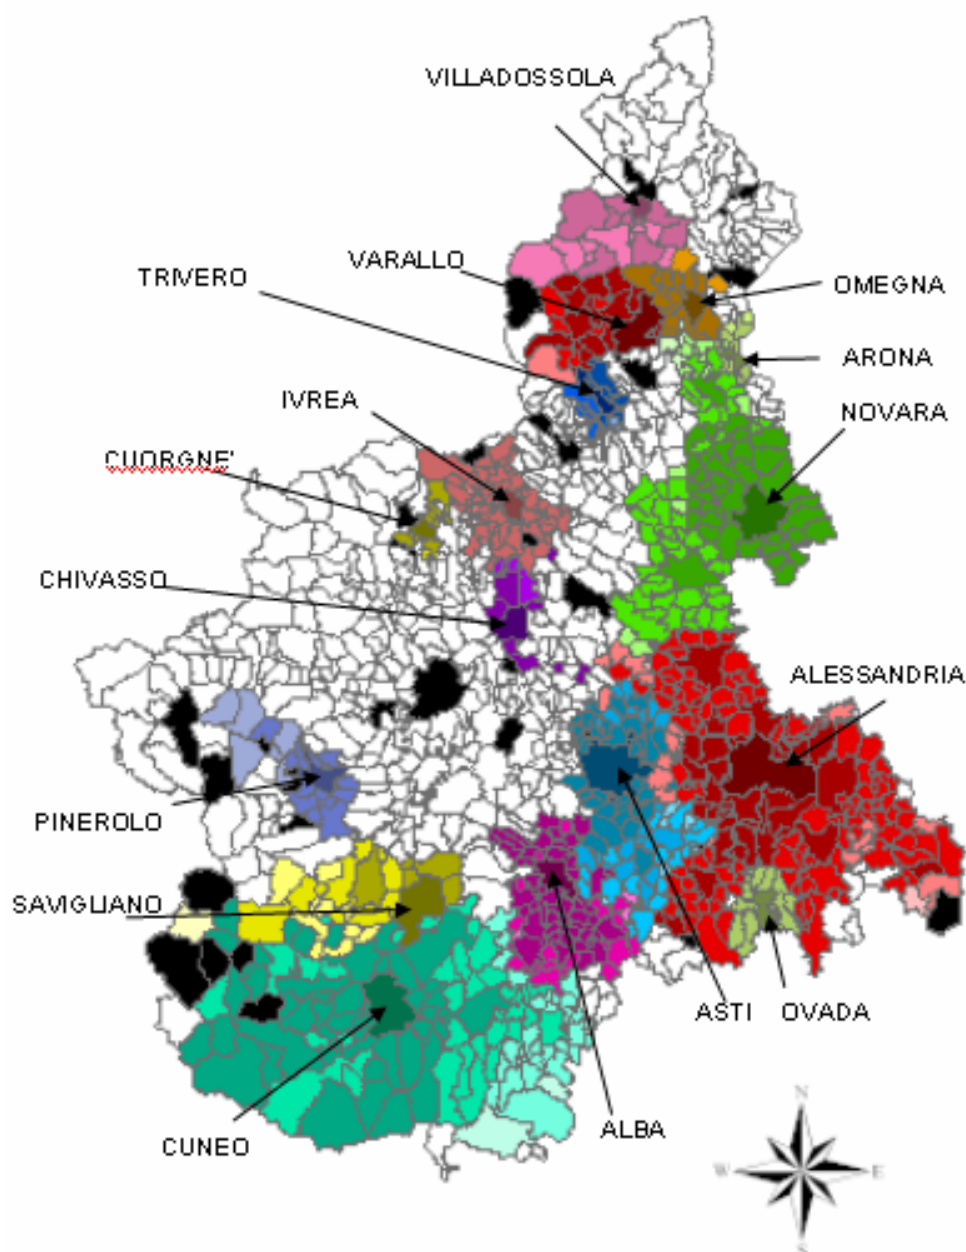 VILLADOSSOLA
VARALLO
TRIVERO
OMEGNA
ARONA
IVREA
NOVARA
CUORGNE'
CHIVASSO
ALESSANDRIA
PINEROLO
SAVIGLIANO
ASTI
OVADA
ALBA
CUNEO
N
W
E
S